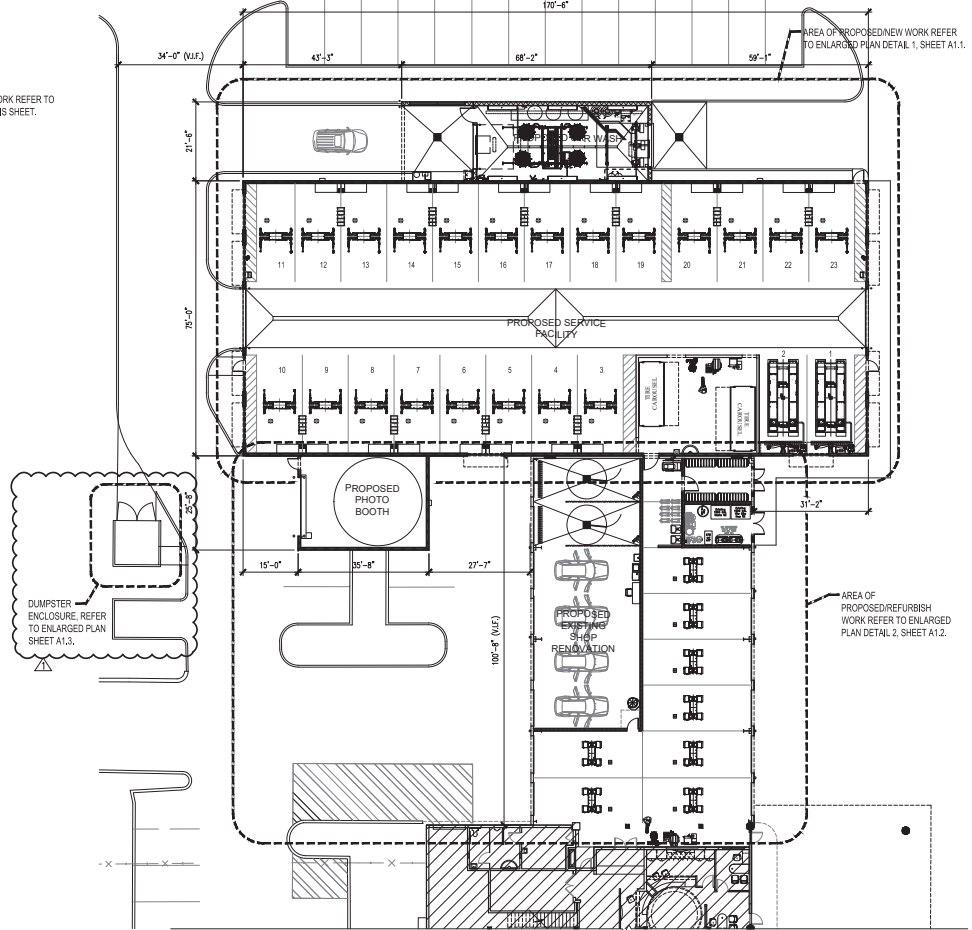 170'-6"
AREA OF PROPOSED/NEW WORK REFER
TO ENLARGED PLAN DETAIL 1, SHEET A1.1.
34'-0" (V.I.F.)
43'-3"
68'-2"
59'-1"
ORK REFER TO
IS SHEET.
21'-6"
PROPOSED CAR WASH
11
12
13
14
15
16
17
18
19
20
21
22
23
75'-0"
PROPOSED SERVICE
FACILITY
10
9
8
7
6
5
4
3
2
1
TIRE
CAROUSEL
TIRE
CAROUSEL
PROPOSED
PHOTO
BOOTH
25'-8"
31'-2"
15'-0"
35'-8"
27'-7"
DUMPSTER
ENCLOSURE, REFER
TO ENLARGED PLAN
SHEET A1.3.
1
100'-8" (V.I.F.)
PROPOSED
EXISTING
SHOP
RENOVATION
AREA OF
PROPOSED/REFURBISH
WORK REFER TO ENLARGED
PLAN DETAIL 2, SHEET A1.2.